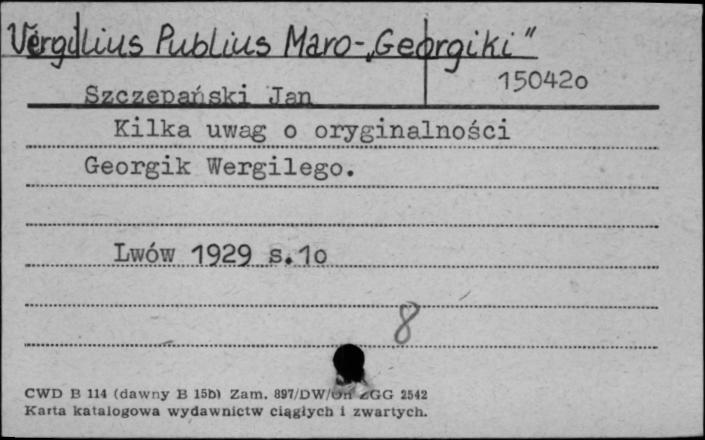 Vergilius Publius Maro-„Georgiki"
150420
Szczepański Jan
Kilka uwag o oryginalności
Georgik Wergilego.
Lwów 1929 s.10
8
CWD B 114 (dawny B 15b) Zam. 897/DW/ ZGG 2542
Karta katalogowa wydawnictw ciągłych i zwartych.